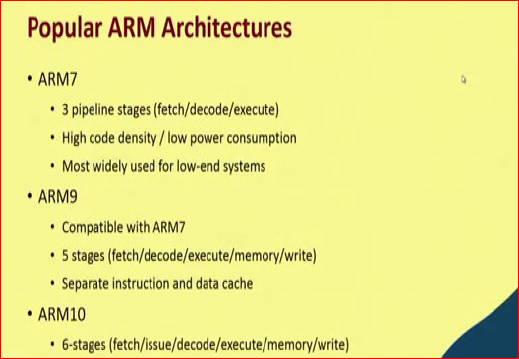 Popular ARM Architectures
• ARM7
• 3 pipeline stages (fetch/decode/execute)
• High code density / low power consumption
• Most widely used for low-end systems
• ARM9
• Compatible with ARM7
• 5 stages (fetch/decode/execute/memory/write)
• Separate instruction and data cache
• ARM10
• 6-stages (fetch/issue/decode/execute/memory/write)